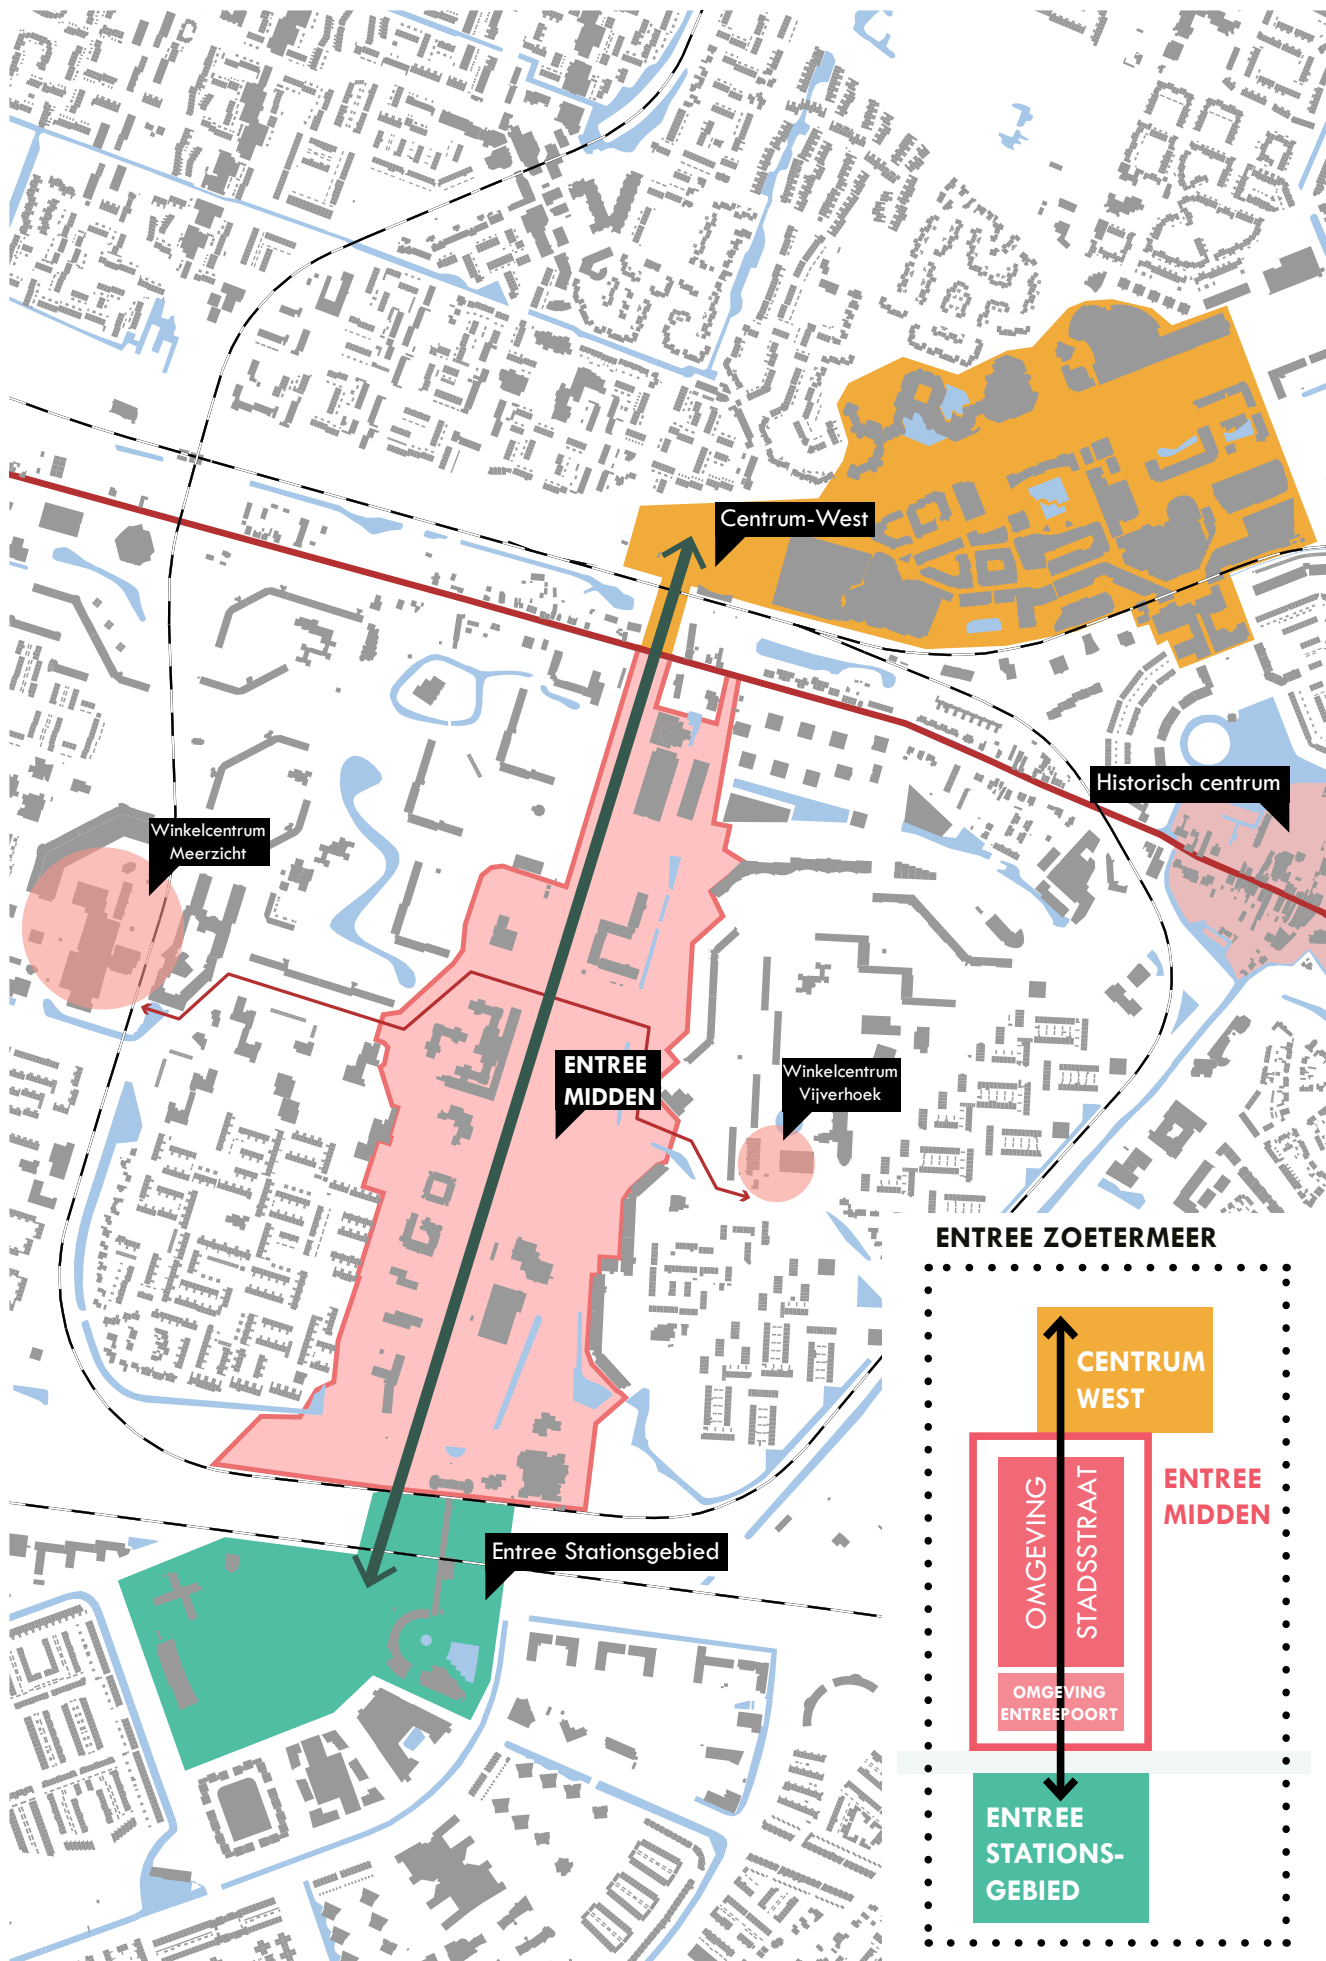 Centrum-West
Historisch centrum
Winkelcentrum
Meerzicht
ENTREE
MIDDEN
Winkelcentrum
Vijverhoek
Entree Stationsgebied
ENTREE ZOETERMEER
CENTRUM
WEST
OMGEVING
STADSSTRAAT
ENTREE
MIDDEN
OMGEVING
ENTREEPOORT
ENTREE
STATIONS-
GEBIED